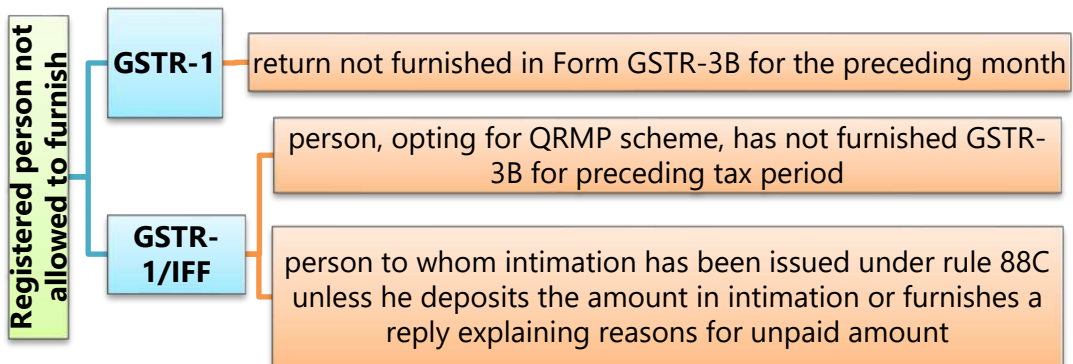 Registered person not
allowed to furnish
GSTR-1
return not furnished in Form GSTR-3B for the preceding month
person, opting for QRMP scheme, has not furnished GSTR-
3B for preceding tax period
GSTR-
1/IFF
person to whom intimation has been issued under rule 88C
unless he deposits the amount in intimation or furnishes a
reply explaining reasons for unpaid amount